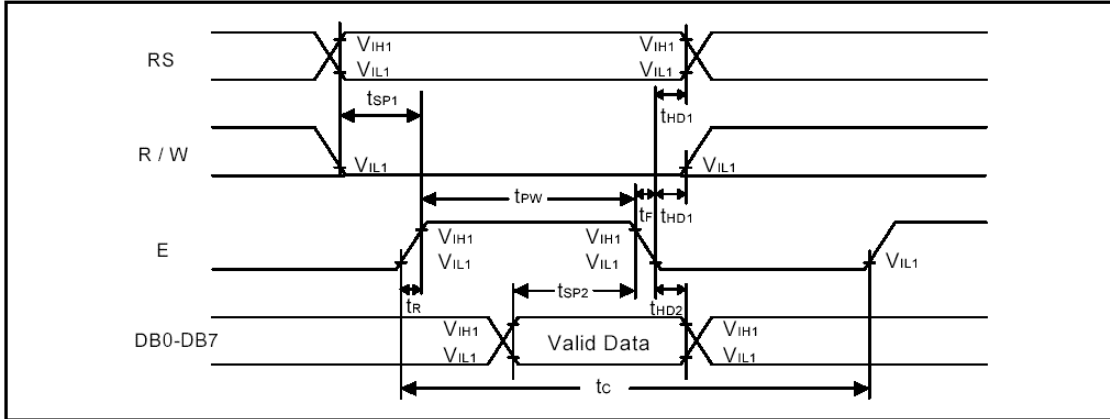 RS
VIH1
VIL1
VIH1
VIL1
tSP1
tHD1
R / W
VIL1
VIL1
tPW
tF
tHD1
E
VIH1
VIL1
VIH1
VIL1
VIL1
tR
tSP2
tHD2
DB0-DB7
VIH1
VIL1
Valid Data
VIH1
VIL1
tC